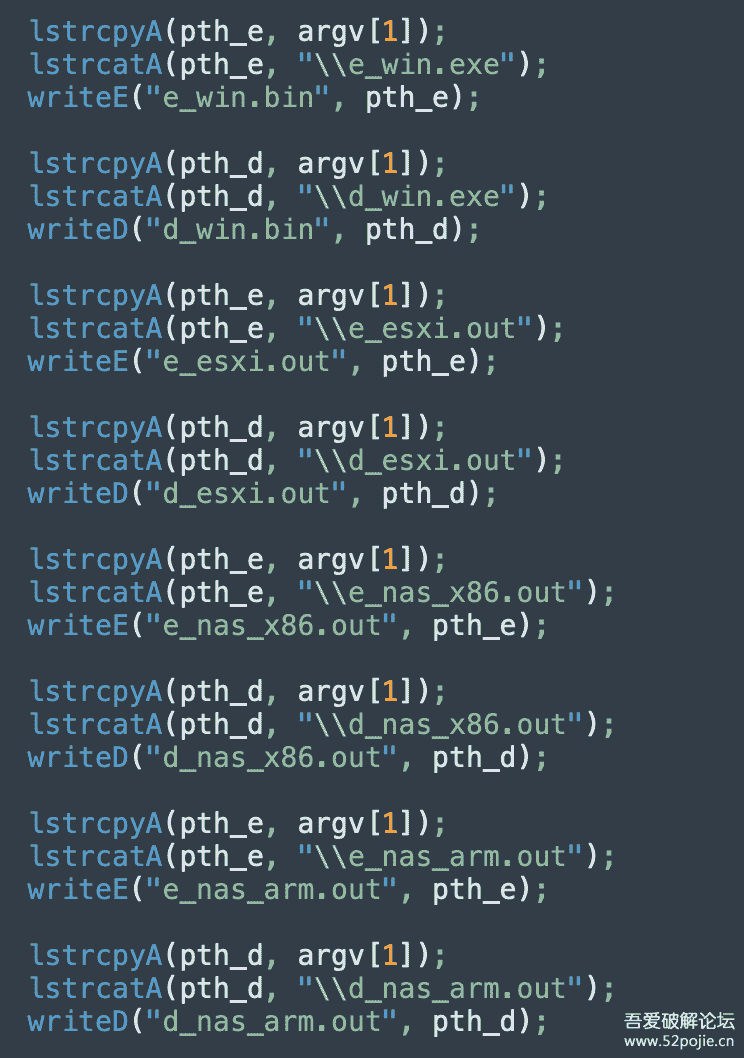 lstrcpyA(pth_e, argv[1]);
lstrcatA(pth_e, "\\e_win.exe");
writeE("e_win.bin", pth_e);
lstrcpyA(pth_d, argv[1]);
lstrcatA(pth_d, "\\d_win.exe");
writeD("d_win.bin", pth_d);
lstrcpyA(pth_e, argv[1]);
lstrcatA(pth_e, "\\e_esxi.out");
writeE("e_esxi.out", pth_e);
lstrcpyA(pth_d, argv[1]);
lstrcatA(pth_d, "\\d_esxi.out");
writeD("d_esxi.out", pth_d);
lstrcpyA(pth_e, argv[1]);
lstrcatA(pth_e, "\\e_nas_x86.out");
writeE("e_nas_x86.out", pth_e);
lstrcpyA(pth_d, argv[1]);
lstrcatA(pth_d, "\\d_nas_x86.out");
writeD("d_nas_x86.out", pth_d);
lstrcpyA(pth_e, argv[1]);
lstrcatA(pth_e, "\\e_nas_arm.out");
writeE("e_nas_arm.out", pth_e);
lstrcpyA(pth_d, argv[1]);
lstrcatA(pth_d, "\\d_nas_arm.out");
writeD("d_nas_arm.out", pth_d);
吾爱破解论坛
www.52pojie.cn